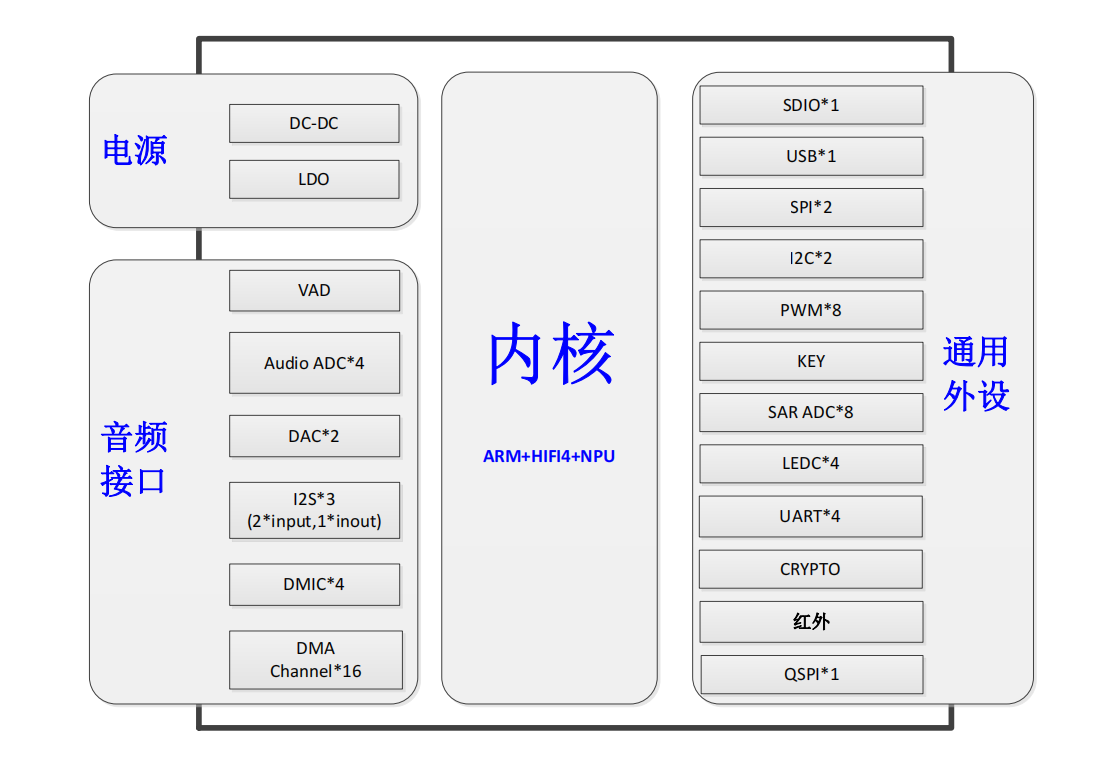 电源
DC-DC
LDO
音频
接口
VAD
Audio ADC*4
DAC*2
I2S*3
(2*input,1*inout)
DMIC*4
DMA
Channel*16
内核
ARM+HIFI4+NPU
SDIO*1
USB*1
SPI*2
I2C*2
PWM*8
KEY
SAR ADC*8
LEDC*4
UART*4
CRYPTO
红外
QSPI*1
通用
外设